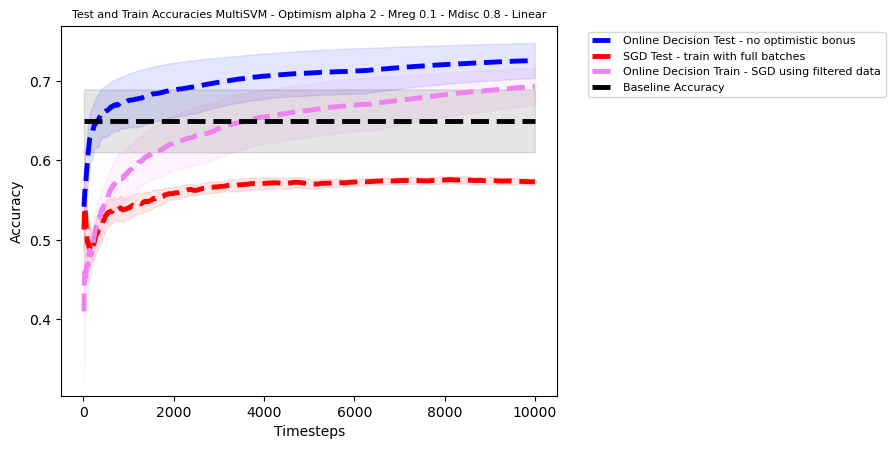 Test and Train Accuracies MultiSVM - Optimism alpha 2 - Mreg 0.1 - Mdisc 0.8 - Linear
Online Decision Test - no optimistic bonus
SGD Test - train with full batches
Online Decision Train - SGD using filtered data
Baseline Accuracy
Accuracy
0.7
0.6
0.5
0.4
0
2000
4000
6000
8000
10000
Timesteps